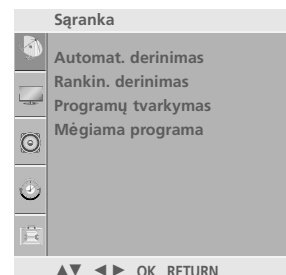 Sąranka
Automat. derinimas
Rankin. derinimas
Programų tvarkymas
Mėgiama programa
▲▼ ◄► OK RETURN